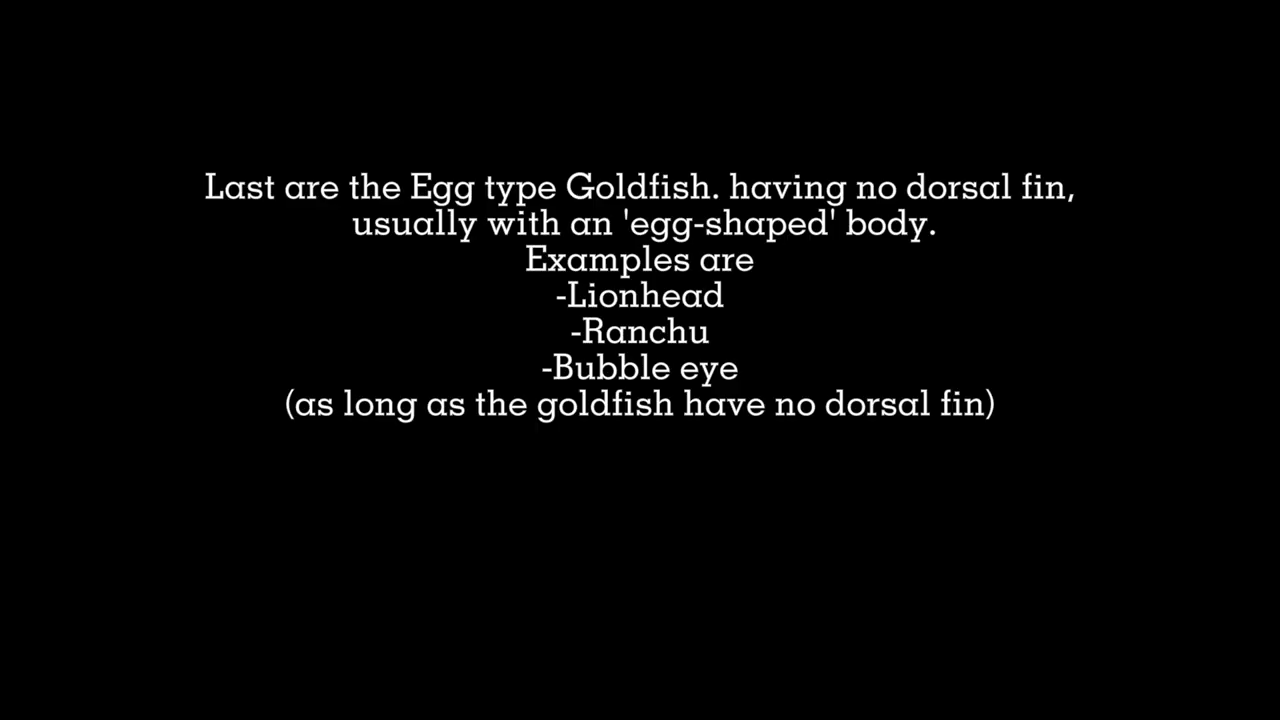 Last are the Egg type Goldfish. having no dorsal fin,
usually with an 'egg-shaped' body.
Examples are
-Lionhead
-Ranchu
-Bubble eye
(as long as the goldfish have no dorsal fin)